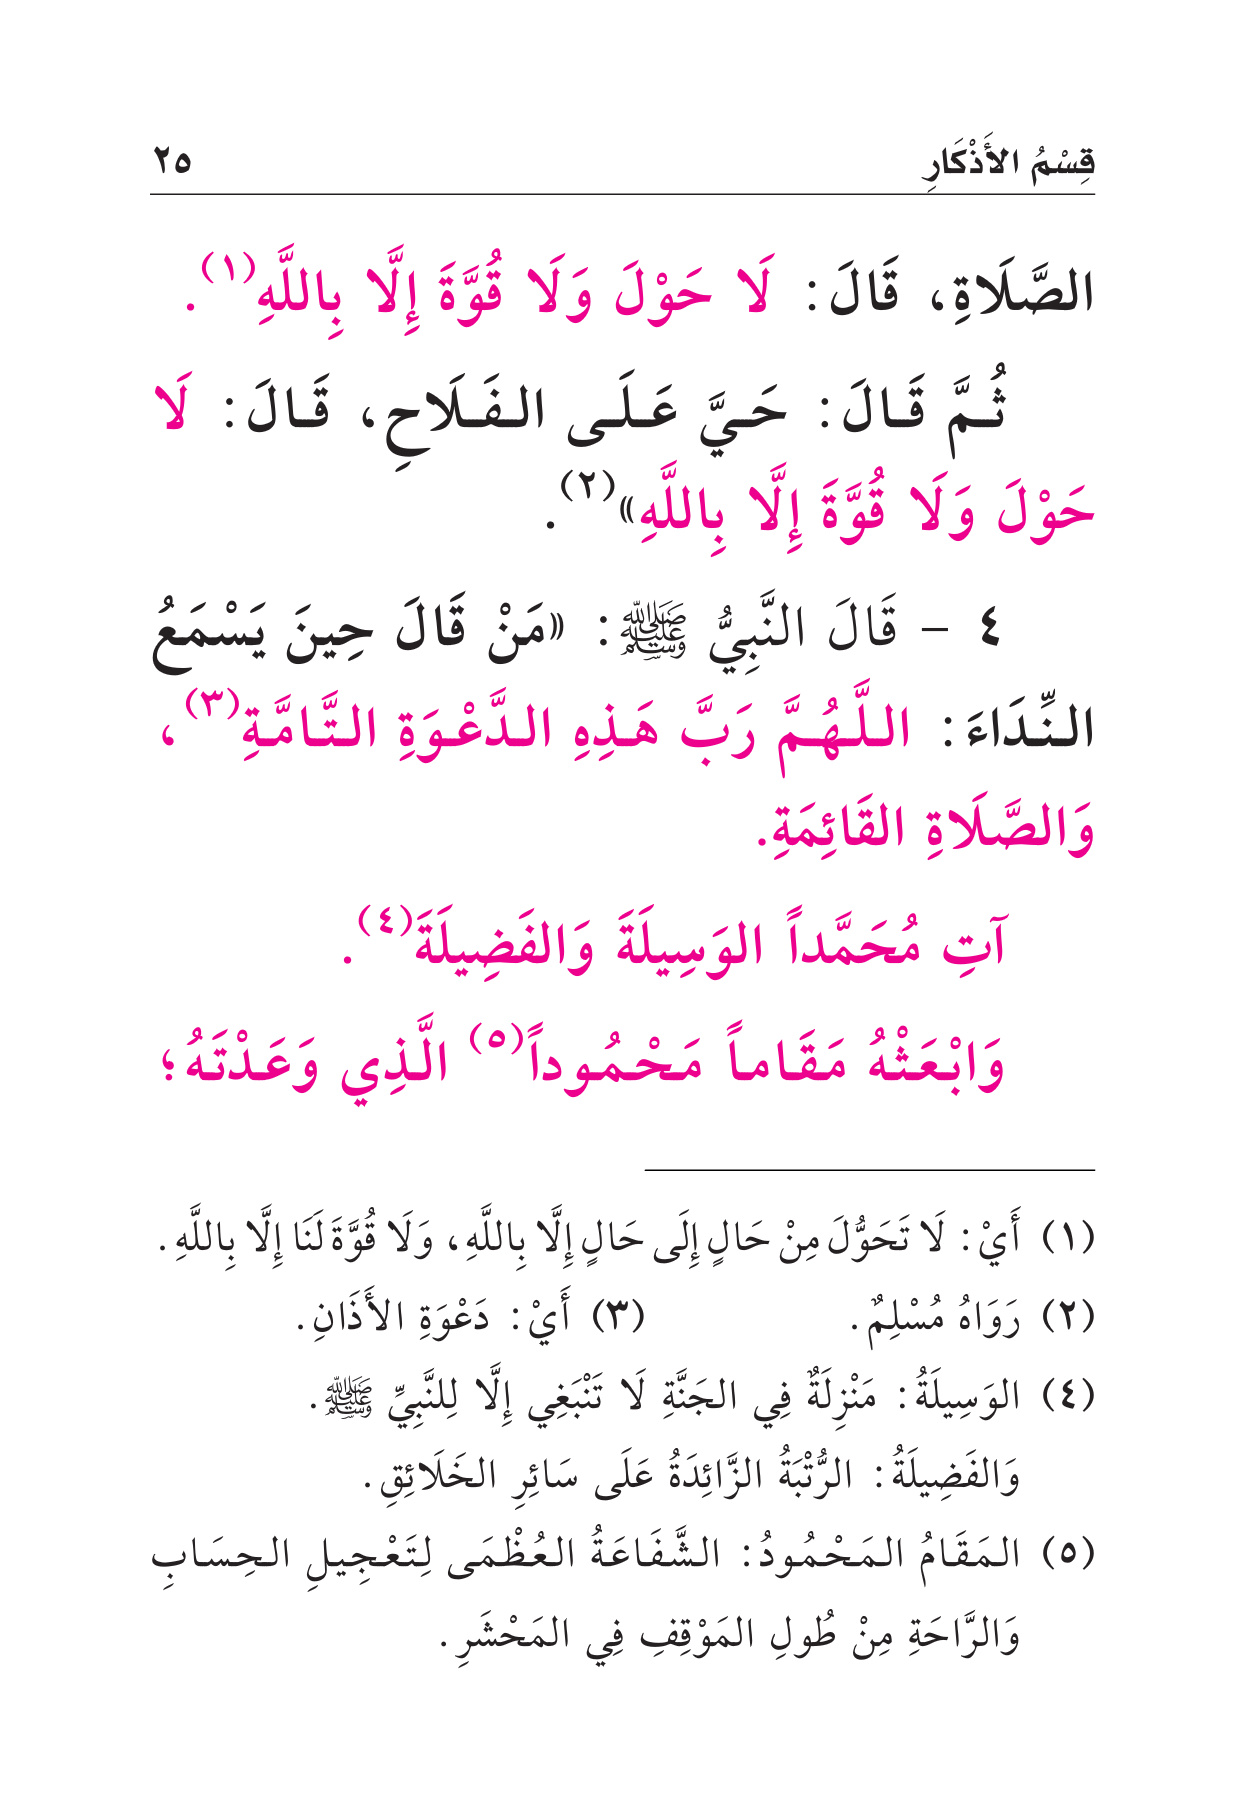 قِسْمُ الأَذْكَارِ ٢٥
الصَّلَاةِ، قَالَ: لَا حَوْلَ وَلَا قُوَّةَ إِلَّا بِاللَّهِ(١).
ثُمَّ قَالَ: حَيَّ عَلَى الفَلَاحِ، قَالَ: لَا
حَوْلَ وَلَا قُوَّةَ إِلَّا بِاللَّهِ»(٢).
٤ - قَالَ النَّبِيُّ ﷺ: «مَنْ قَالَ حِينَ يَسْمَعُ
النِّدَاءَ: اللَّهُمَّ رَبَّ هَذِهِ الدَّعْوَةِ التَّامَّةِ(٣)،
وَالصَّلَاةِ القَائِمَةِ.
آتِ مُحَمَّداً الوَسِيلَةَ وَالفَضِيلَةَ(٤).
وَابْعَثْهُ مَقَاماً مَحْمُوداً(٥) الَّذِي وَعَدْتَهُ؛
(١) أَيْ: لَا تَحَوُّلَ مِنْ حَالٍ إِلَى حَالٍ إِلَّا بِاللَّهِ، وَلَا قُوَّةَ لَنَا إِلَّا بِاللَّهِ.
(٢) رَوَاهُ مُسْلِمٌ. (٣) أَيْ: دَعْوَةِ الأَذَانِ.
(٤) الوَسِيلَةُ: مَنْزِلَةٌ فِي الجَنَّةِ لَا تَنْبَغِي إِلَّا لِلنَّبِيِّ ﷺ.
وَالفَضِيلَةُ: الرُّتْبَةُ الزَّائِدَةُ عَلَى سَائِرِ الخَلَائِقِ.
(٥) المَقَامُ المَحْمُودُ: الشَّفَاعَةُ العُظْمَى لِتَعْجِيلِ الحِسَابِ
وَالرَّاحَةِ مِنْ طُولِ المَوْقِفِ فِي المَحْشَرِ.